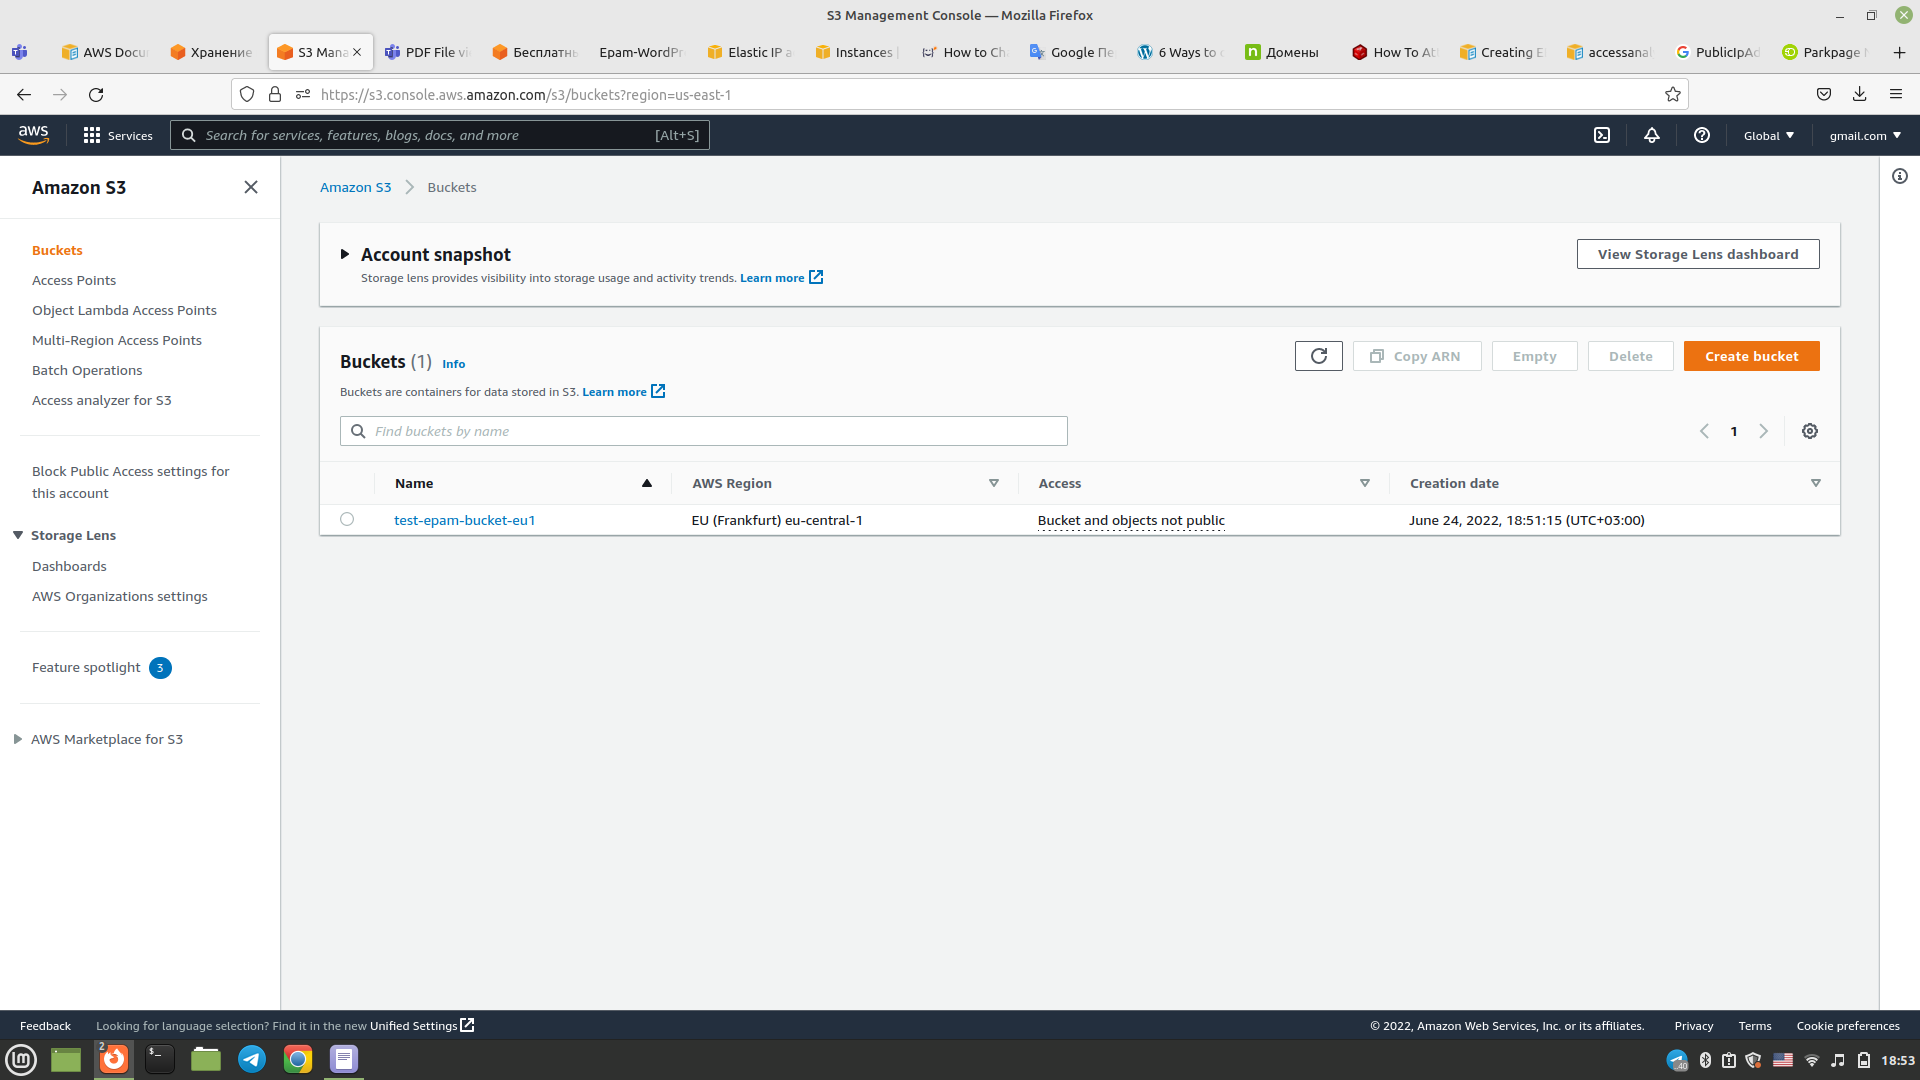 S3 Management Console — Mozilla Firefox
AWS Docu
Хранение
S3 Mana
PDF File vi
Бесплатн
Epam-WordPr
Elastic IP a
Instances |
How to Ch
Google Пе
6 Ways to
Домены
How To At
Creating E
accessanal
PublicIpAd
Parkpage
https://s3.console.aws.amazon.com/s3/buckets?region=us-east-1
aws
Services
Search for services, features, blogs, docs, and more
[Alt+S]
Global
gmail.com
Amazon S3
Buckets
Access Points
Object Lambda Access Points
Multi-Region Access Points
Batch Operations
Access analyzer for S3
Block Public Access settings for
this account
Storage Lens
Dashboards
AWS Organizations settings
Feature spotlight 3
AWS Marketplace for S3
Amazon S3
Buckets
Account snapshot
Storage lens provides visibility into storage usage and activity trends. Learn more
View Storage Lens dashboard
Buckets (1) Info
Buckets are containers for data stored in S3. Learn more
Copy ARN
Empty
Delete
Create bucket
Find buckets by name
1
Name
AWS Region
Access
Creation date
test-epam-bucket-eu1
EU (Frankfurt) eu-central-1
Bucket and objects not public
June 24, 2022, 18:51:15 (UTC+03:00)
Feedback
Looking for language selection? Find it in the new Unified Settings
© 2022, Amazon Web Services, Inc. or its affiliates.
Privacy
Terms
Cookie preferences
lm
2
$_
40
18:53